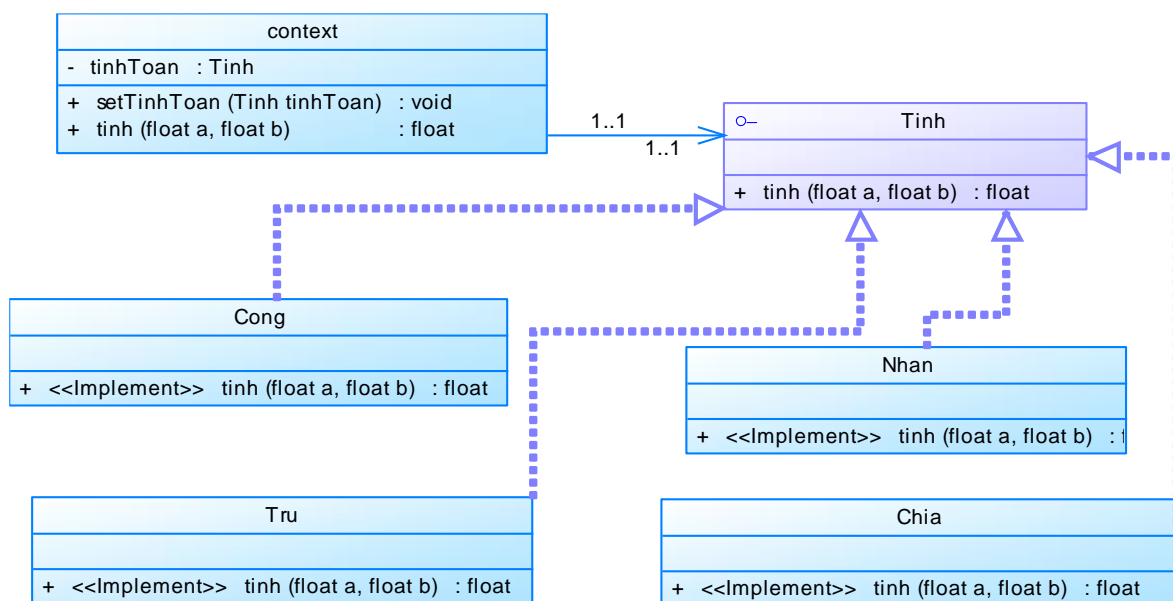 context
- tinhToan : Tinh
+ setTinhToan (Tinh tinhToan) : void
+ tinh (float a, float b) : float
1..1
1..1
Tinh
+ tinh (float a, float b) : float
Cong
+ <<Implement>> tinh (float a, float b) : float
Nhan
+ <<Implement>> tinh (float a, float b) :
Tru
+ <<Implement>> tinh (float a, float b) : float
Chia
+ <<Implement>> tinh (float a, float b) : float